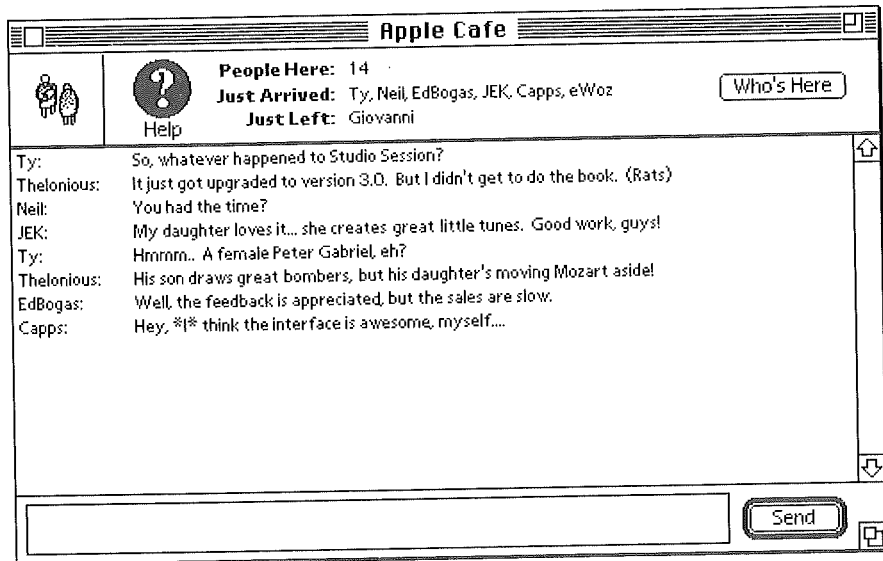 Apple Cafe
People Here: 14
Just Arrived: Ty, Neil, EdBogas, JEK, Capps, eWoz
Just Left: Giovanni
?
Help
Who's Here
Ty: So, whatever happened to Studio Session?
Thelonious: It just got upgraded to version 3.0. But I didn't get to do the book. (Rats)
Neil: You had the time?
JEK: My daughter loves it... she creates great little tunes. Good work, guys!
Ty: Hmmm.. A female Peter Gabriel, eh?
Thelonious: His son draws great bombers, but his daughter's moving Mozart aside!
EdBogas: Well, the feedback is appreciated, but the sales are slow.
Capps: Hey, *I* think the interface is awesome, myself....
Send